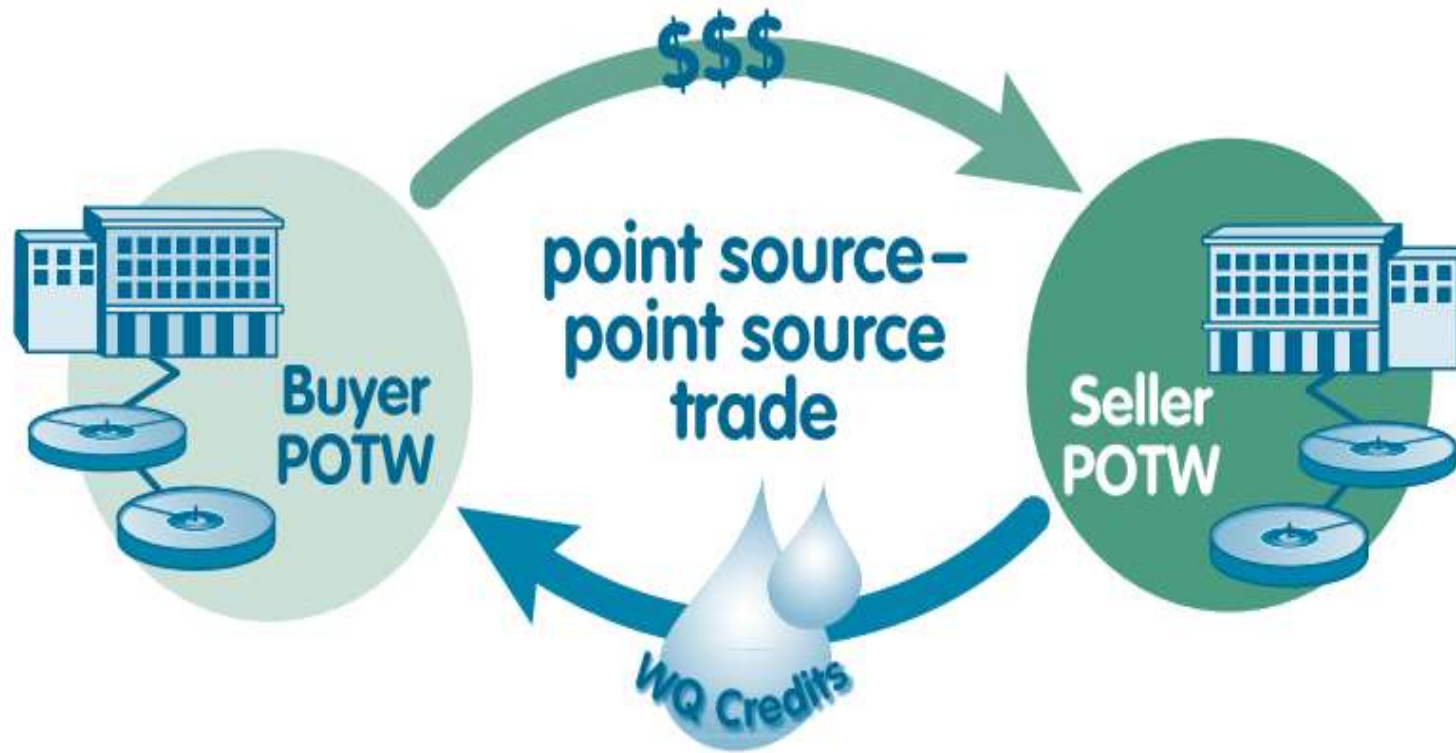 $$$
point source–
point source
trade
Buyer
POTW
Seller
POTW
WQ Credits